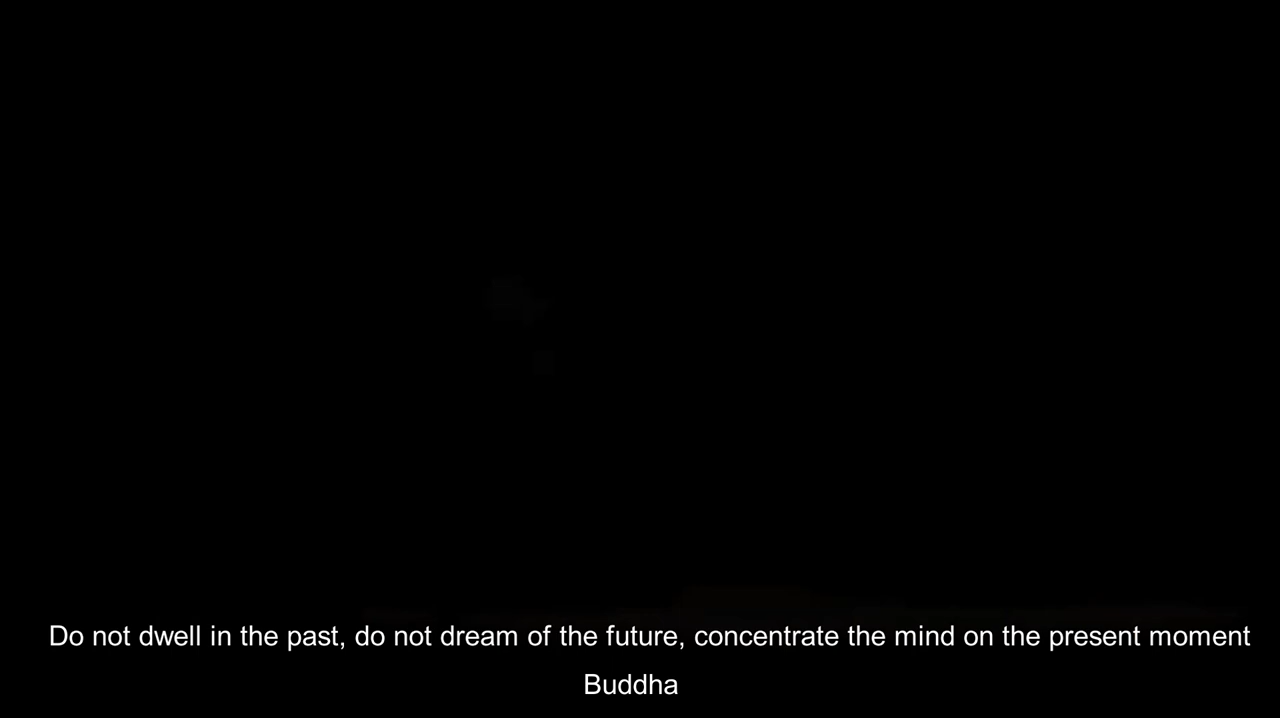 Do not dwell in the past, do not dream of the future, concentrate the mind on the present moment
Buddha